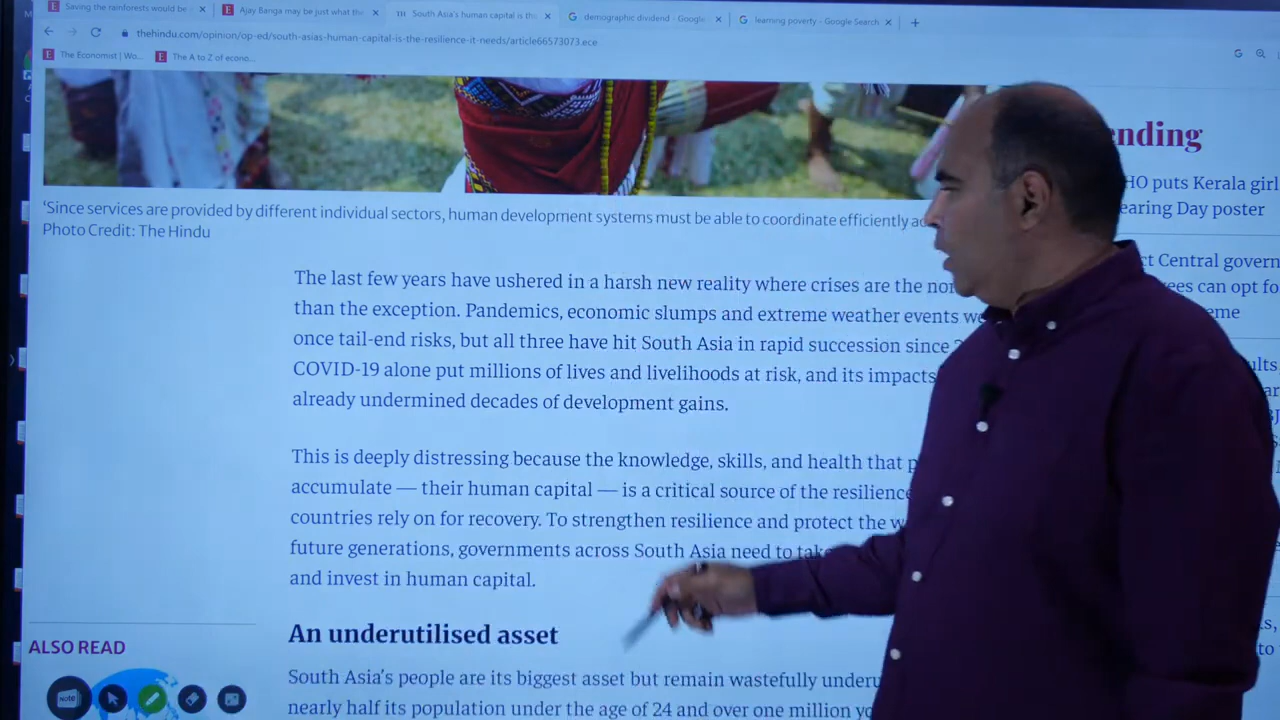 Saving the rainforests would be
Ajay Banga may be just what the
TH South Asia's human capital is the
demographic dividend - Google
learning poverty - Google Search
thehindu.com/opinion/op-ed/south-asias-human-capital-is-the-resilience-it-needs/article66573073.ece
The Economist | Wo...
The A to Z of econo...
'Since services are provided by different individual sectors, human development systems must be able to coordinate efficiently
Photo Credit: The Hindu
The last few years have ushered in a harsh new reality where crises are the
than the exception. Pandemics, economic slumps and extreme weather events
once tail-end risks, but all three have hit South Asia in rapid succession since
COVID-19 alone put millions of lives and livelihoods at risk, and its impacts
already undermined decades of development gains.
This is deeply distressing because the knowledge, skills, and health that
accumulate — their human capital — is a critical source of the resilience
countries rely on for recovery. To strengthen resilience and protect the
future generations, governments across South Asia need to
and invest in human capital.
An underutilised asset
South Asia's people are its biggest asset but remain wastefully
nearly half its population under the age of 24 and over one million
ALSO READ
Note
nding
HO puts Kerala girl
earing Day poster
ct Central govern
ees can opt fo
eme